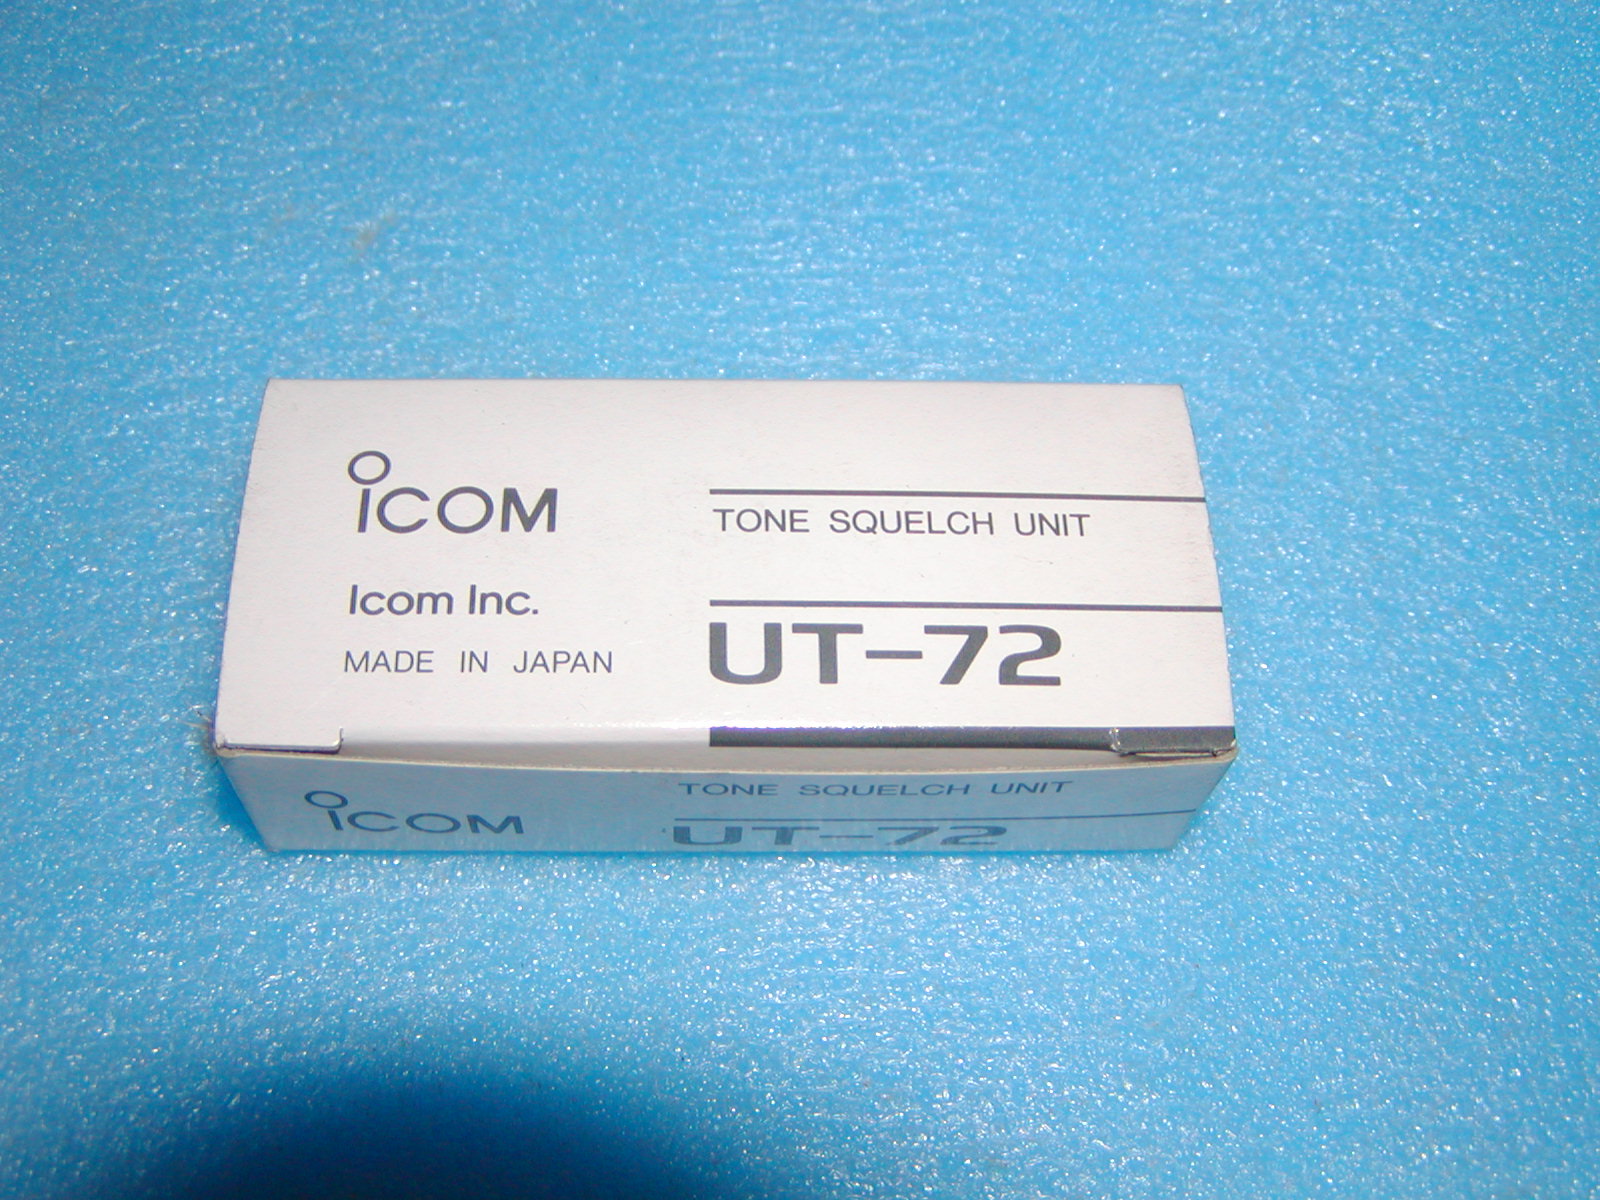 ICOM
Icom Inc.
MADE IN JAPAN
TONE SQUELCH UNIT
UT-72
ICOM
TONE SQUELCH UNIT
UT-72